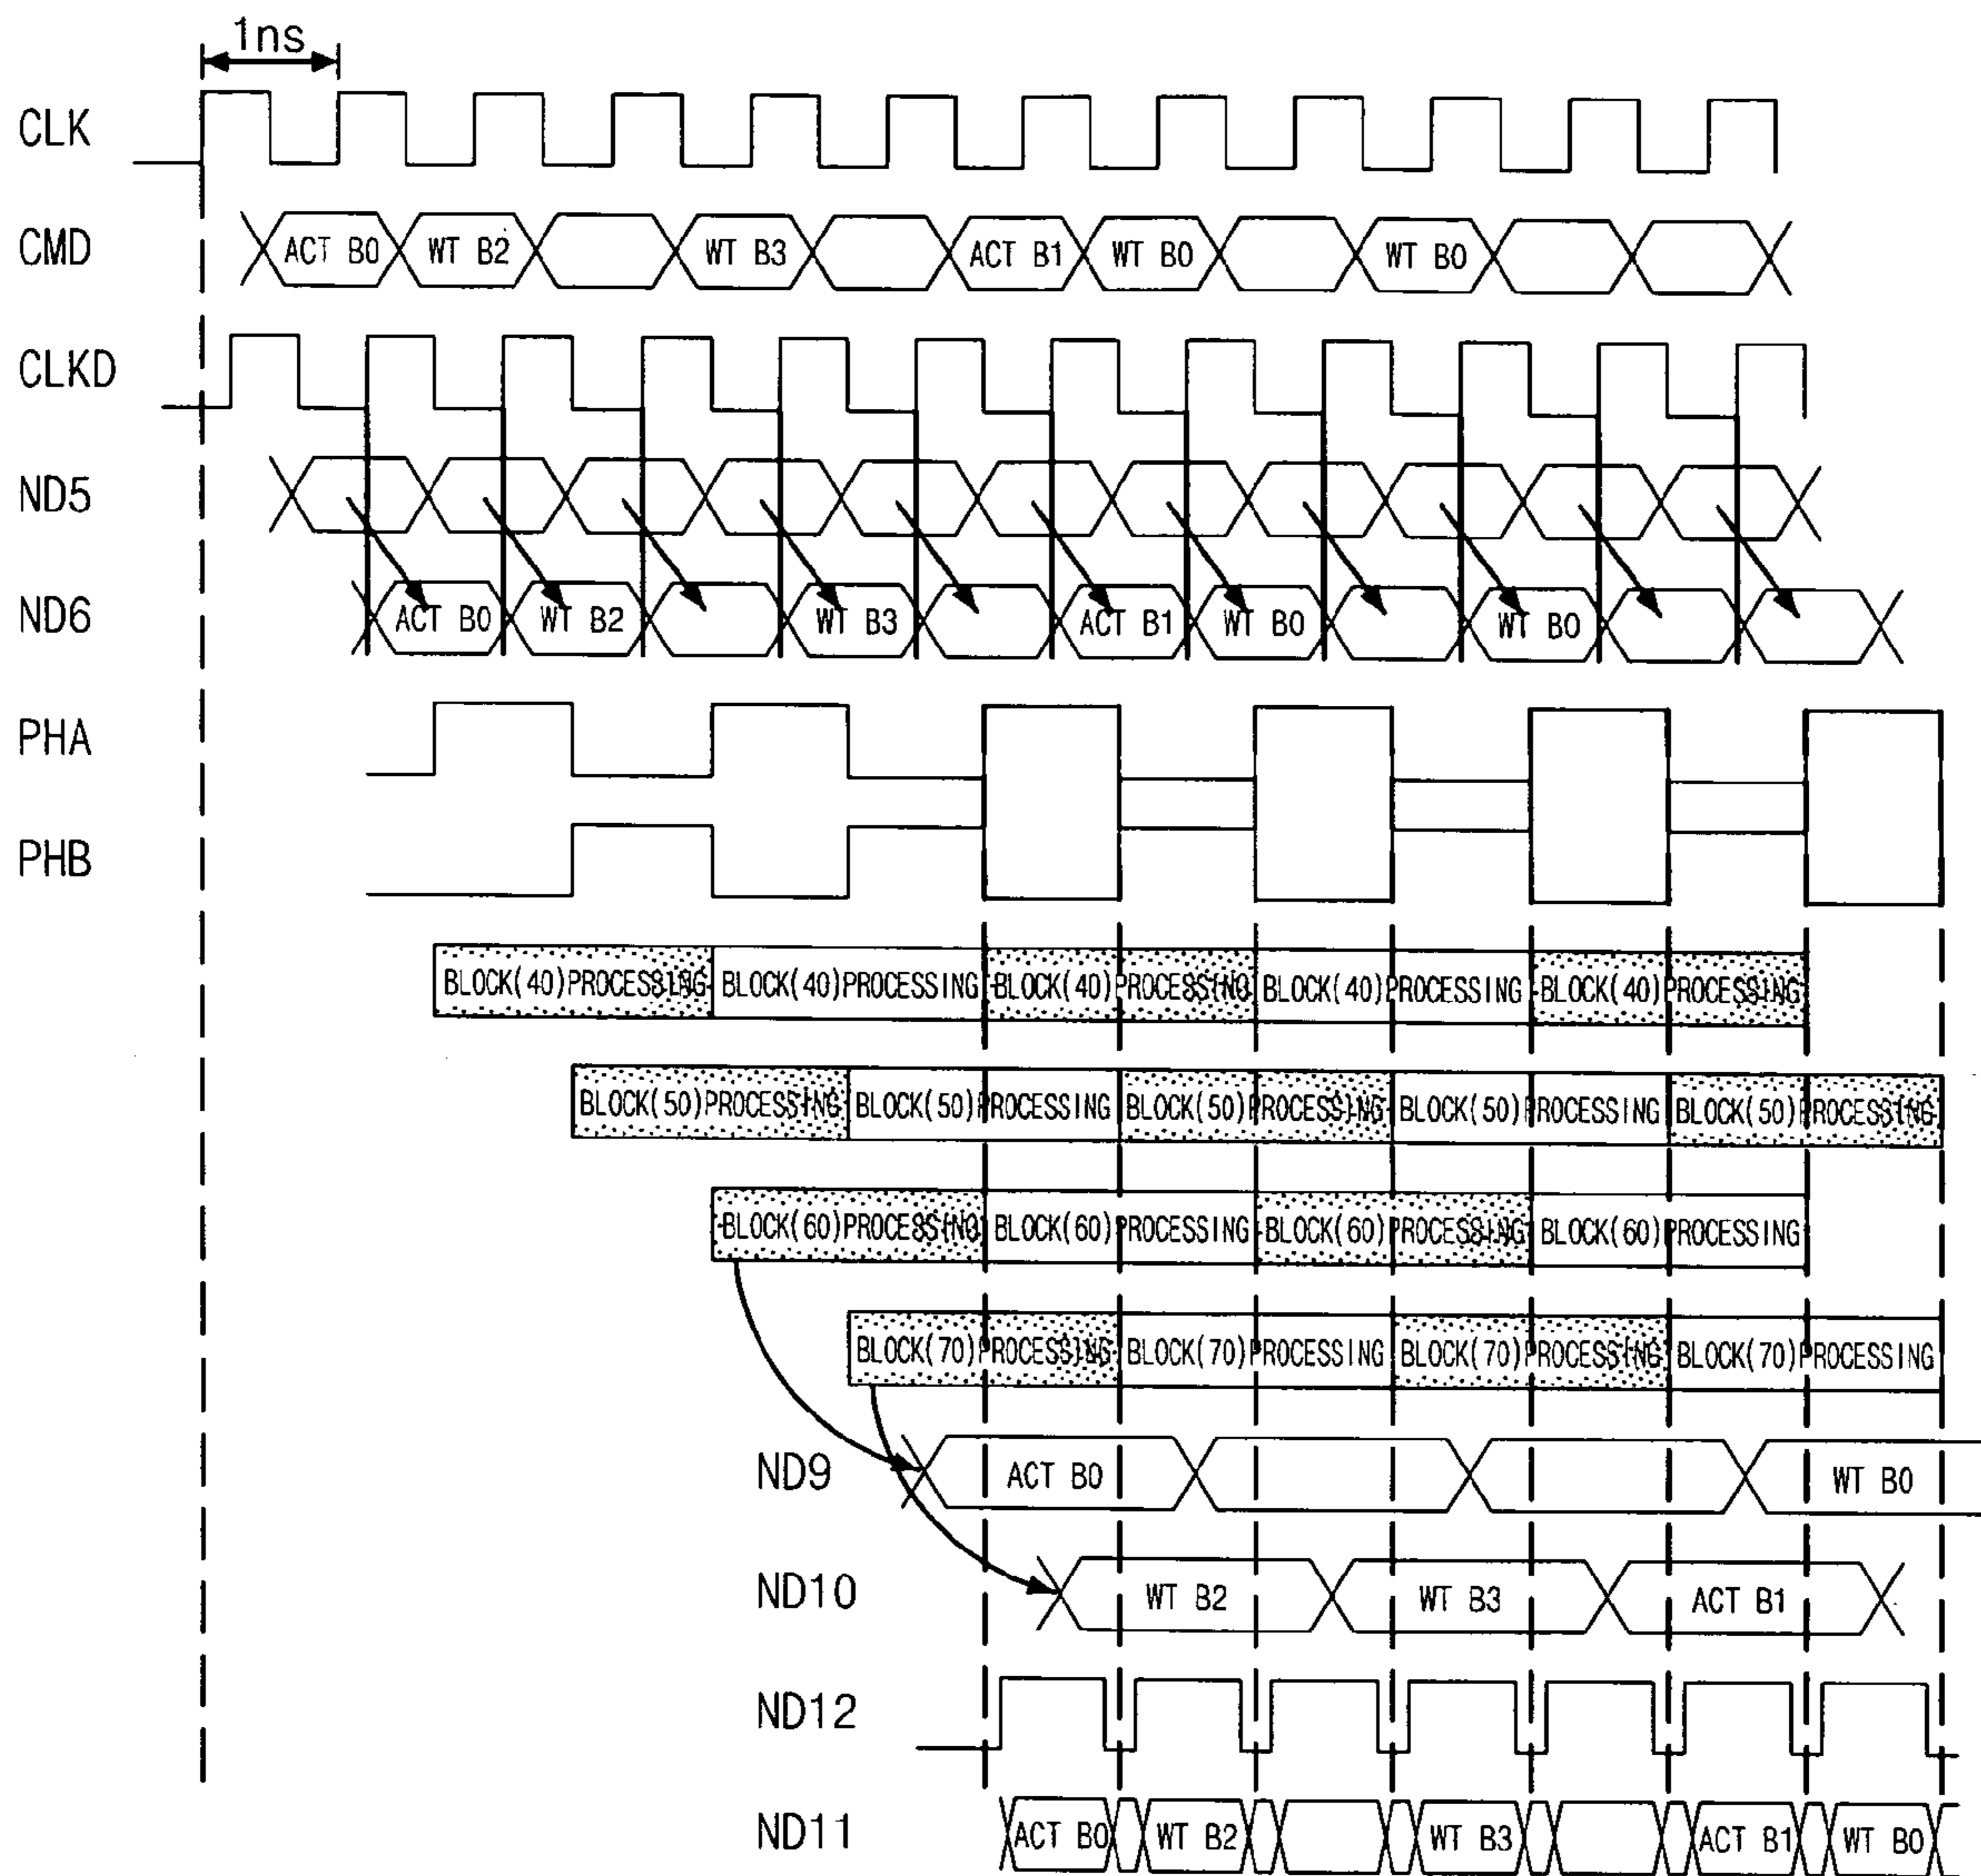 1ns
CLK
CMD ACT B0 WT B2 WT B3 ACT B1 WT B0 WT B0
CLKD
ND5
ND6 ACT B0 WT B2 WT B3 ACT B1 WT B0 WT B0
PHA
PHB
BLOCK(40)PROCESSING BLOCK(40)PROCESSING BLOCK(40)PROCESSING BLOCK(40)PROCESSING BLOCK(40)PROCESSING
BLOCK(50)PROCESSING BLOCK(50)PROCESSING BLOCK(50)PROCESSING BLOCK(50)PROCESSING BLOCK(50)PROCESSING
BLOCK(60)PROCESSING BLOCK(60)PROCESSING BLOCK(60)PROCESSING BLOCK(60)PROCESSING
BLOCK(70)PROCESSING BLOCK(70)PROCESSING BLOCK(70)PROCESSING BLOCK(70)PROCESSING
ND9 ACT B0 WT B0
ND10 WT B2 WT B3 ACT B1
ND12
ND11 ACT B0 WT B2 WT B3 ACT B1 WT B0